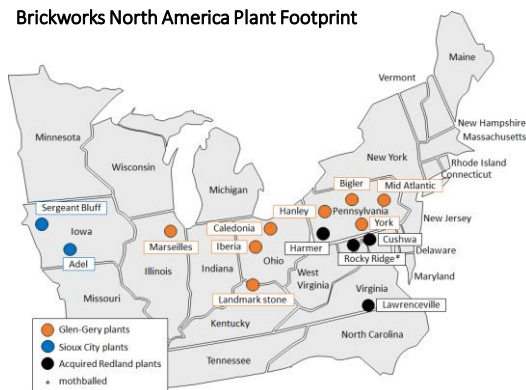 Brickworks North America Plant Footprint
Maine
Vermont
Minnesota
New Hampshire
Massachusetts
Wisconsin
New York
Rhode Island
Connecticut
Michigan
Bigler
Mid Atlantic
Sergeant Bluff
Hanley
Pennsylvania
New Jersey
Caledonia
York
Iowa
Marseilles
Iberia
Ohio
Harmer
Cushwa
Delaware
Adel
Rocky Ridge*
Illinois
Indiana
West
Virginia
Maryland
Landmark stone
Virginia
Missouri
Lawrenceville
Kentucky
North Carolina
Tennessee
Glen-Gery plants
Sioux City plants
Acquired Redland plants
* mothballed